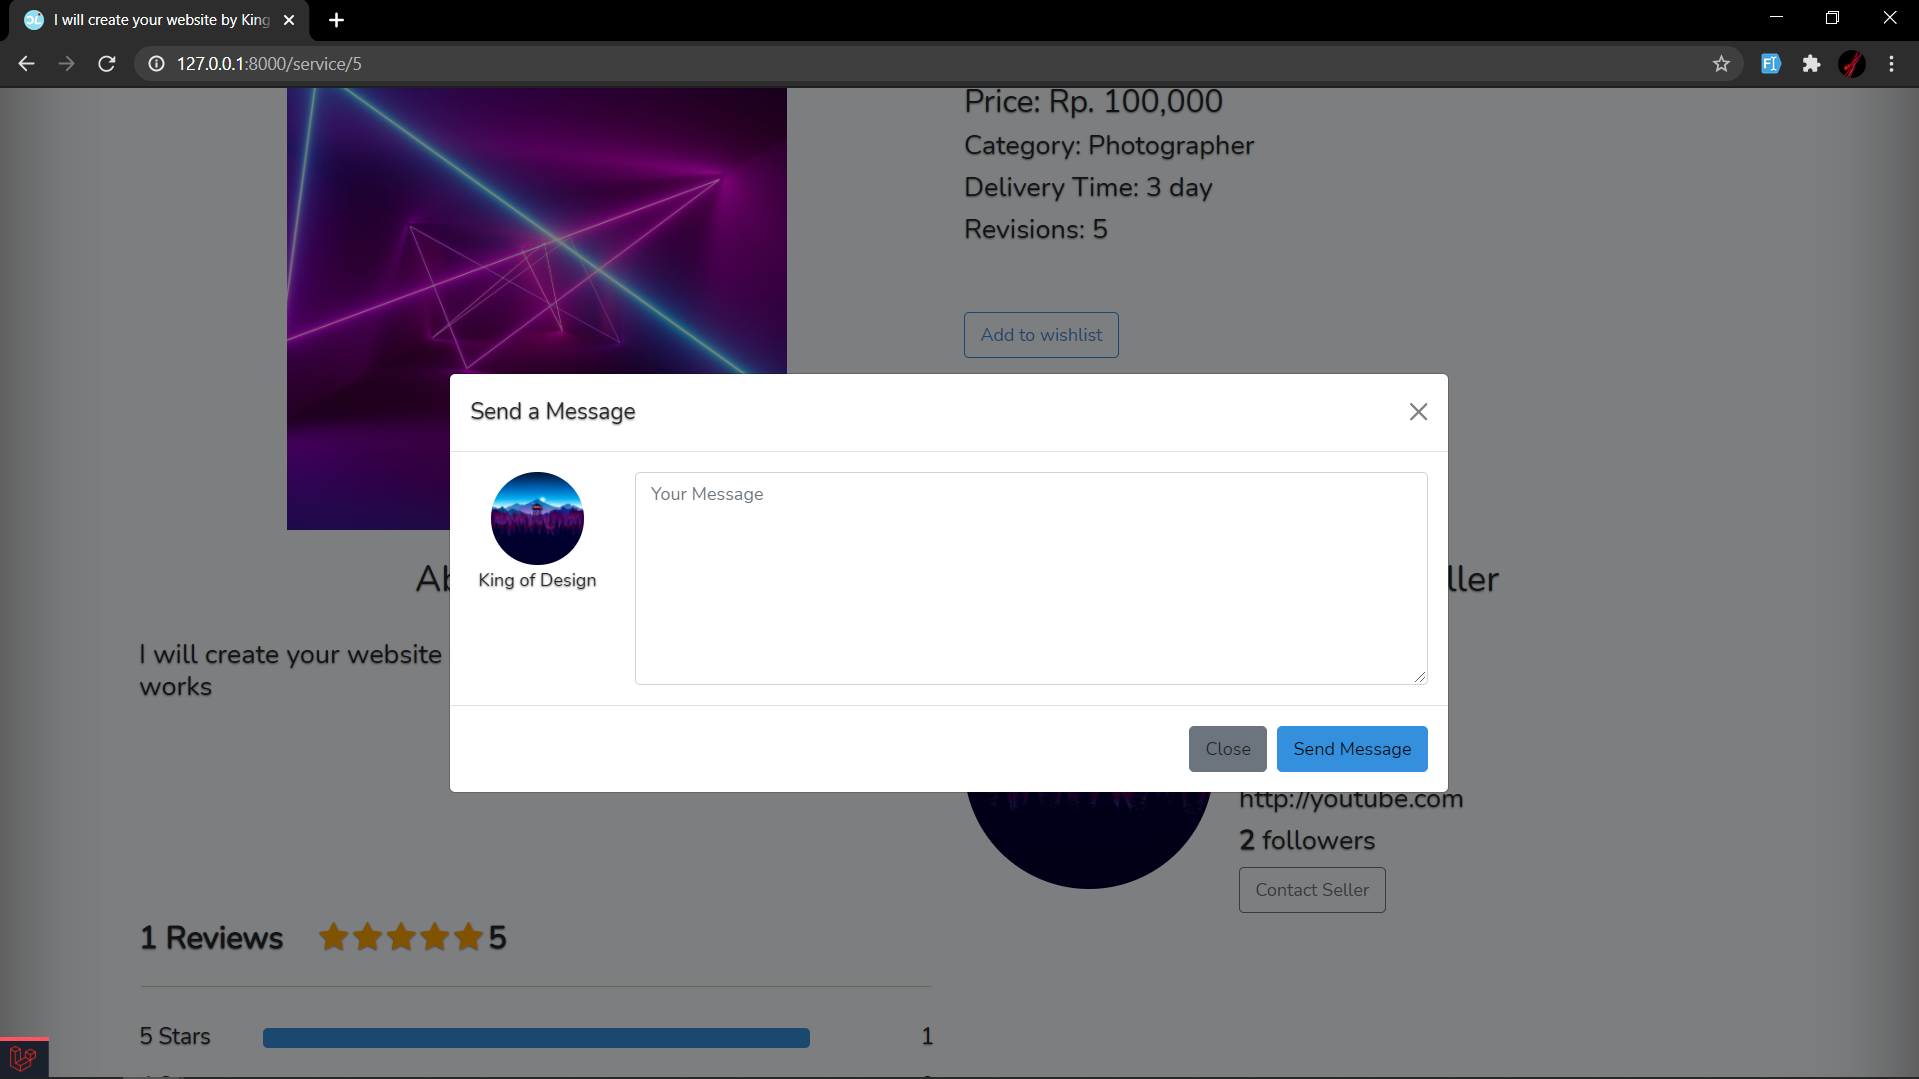 I will create your website by King
127.0.0.1:8000/service/5
Price: Rp. 100,000
Category: Photographer
Delivery Time: 3 day
Revisions: 5
Add to wishlist
Send a Message
Your Message
King of Design
Ab
ller
I will create your website
works
Close
Send Message
http://youtube.com
2 followers
Contact Seller
1 Reviews
5
5 Stars
1